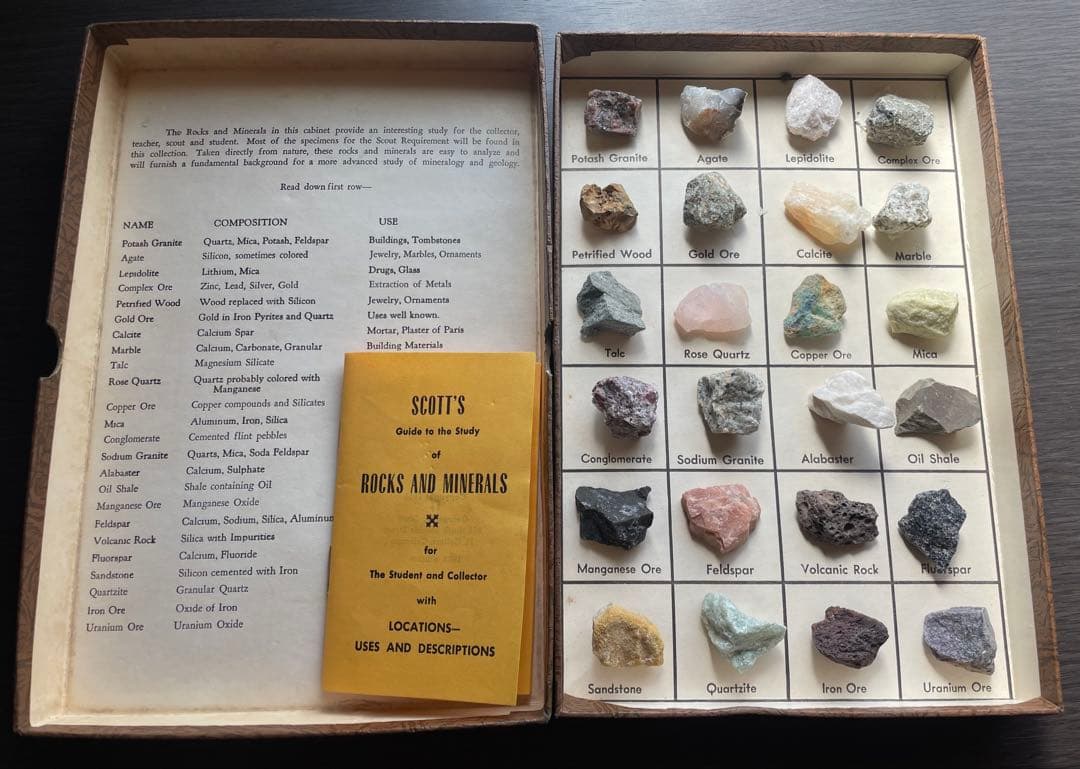 The Rocks and Minerals in this cabinet provide an interesting study for the collector,
teacher, scout and student. Most of the specimens for the Scout Requirement will be found in
this collection. Taken directly from nature, these rocks and minerals are easy to analyze and
will furnish a fundamental background for a more advanced study of mineralogy and geology.
Read down first row—
NAME COMPOSITION USE
Potash Granite Quartz, Mica, Potash, Feldspar Buildings, Tombstones
Agate Silicon, sometimes colored Jewelry, Marbles, Ornaments
Lepidolite Lithium, Mica Drugs, Glass
Complex Ore Zinc, Lead, Silver, Gold Extraction of Metals
Petrified Wood Wood replaced with Silicon Jewelry, Ornaments
Gold Ore Gold in Iron Pyrites and Quartz Uses well known.
Calcite Calcium Spar Mortar, Plaster of Paris
Marble Calcium, Carbonate, Granular Building Materials
Talc Magnesium Silicate
Rose Quartz Quartz probably colored with
Manganese
Copper Ore Copper compounds and Silicates
Mica Aluminum, Iron, Silica
Conglomerate Cemented flint pebbles
Sodium Granite Quarts, Mica, Soda Feldspar
Alabaster Calcium, Sulphate
Oil Shale Shale containing Oil
Manganese Ore Manganese Oxide
Feldspar Calcium, Sodium, Silica, Aluminum
Volcanic Rock Silica with Impurities
Fluorspar Calcium, Fluoride
Sandstone Silicon cemented with Iron
Quartzite Granular Quartz
Iron Ore Oxide of Iron
Uranium Ore Uranium Oxide
SCOTT'S
Guide to the Study
of
ROCKS AND MINERALS
for
The Student and Collector
with
LOCATIONS—
USES AND DESCRIPTIONS
Potash Granite Agate Lepidolite Complex Ore
Petrified Wood Gold Ore Calcite Marble
Talc Rose Quartz Copper Ore Mica
Conglomerate Sodium Granite Alabaster Oil Shale
Manganese Ore Feldspar Volcanic Rock Fluorspar
Sandstone Quartzite Iron Ore Uranium Ore